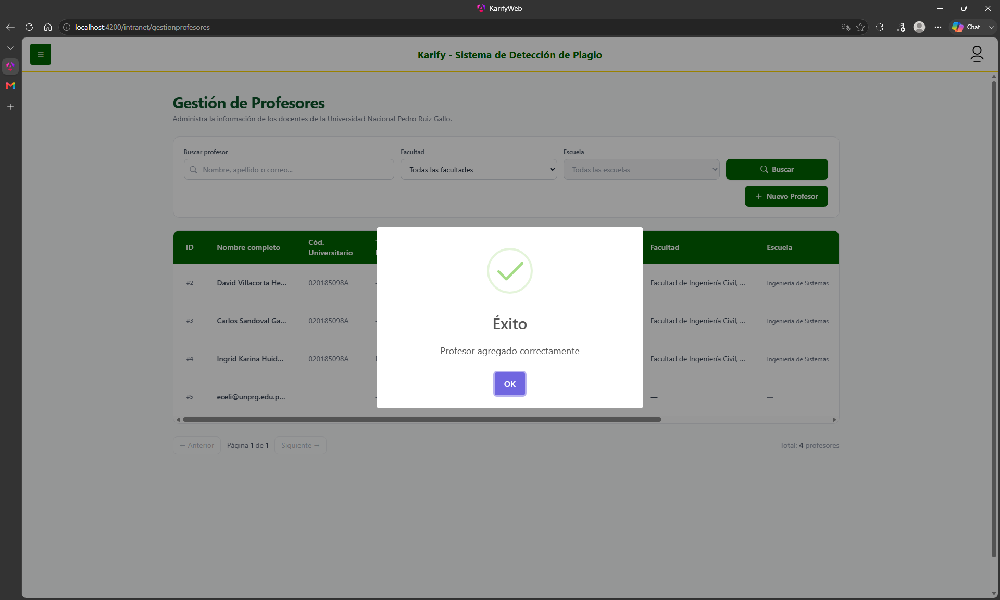 KarifyWeb
localhost:4200/intranet/gestionprofesores
Chat
Karify - Sistema de Detección de Plagio
Gestión de Profesores
Administra la información de los docentes de la Universidad Nacional Pedro Ruiz Gallo.
Buscar profesor
Facultad
Escuela
Nombre, apellido o correo...
Todas las facultades
Todas las escuelas
Buscar
+ Nuevo Profesor
ID
Nombre completo
Cód. Universitario
Facultad
Escuela
#2 David Villacorta He... 020185098A Facultad de Ingeniería Civil, ... Ingeniería de Sistemas
#3 Carlos Sandoval Ga... 020185098A Facultad de Ingeniería Civil, ... Ingeniería de Sistemas
#4 Ingrid Karina Huid... 020185098A Facultad de Ingeniería Civil, ... Ingeniería de Sistemas
#5 eceli@unprg.edu.p... — —
Éxito
Profesor agregado correctamente
OK
← Anterior Página 1 de 1 Siguiente →
Total: 4 profesores